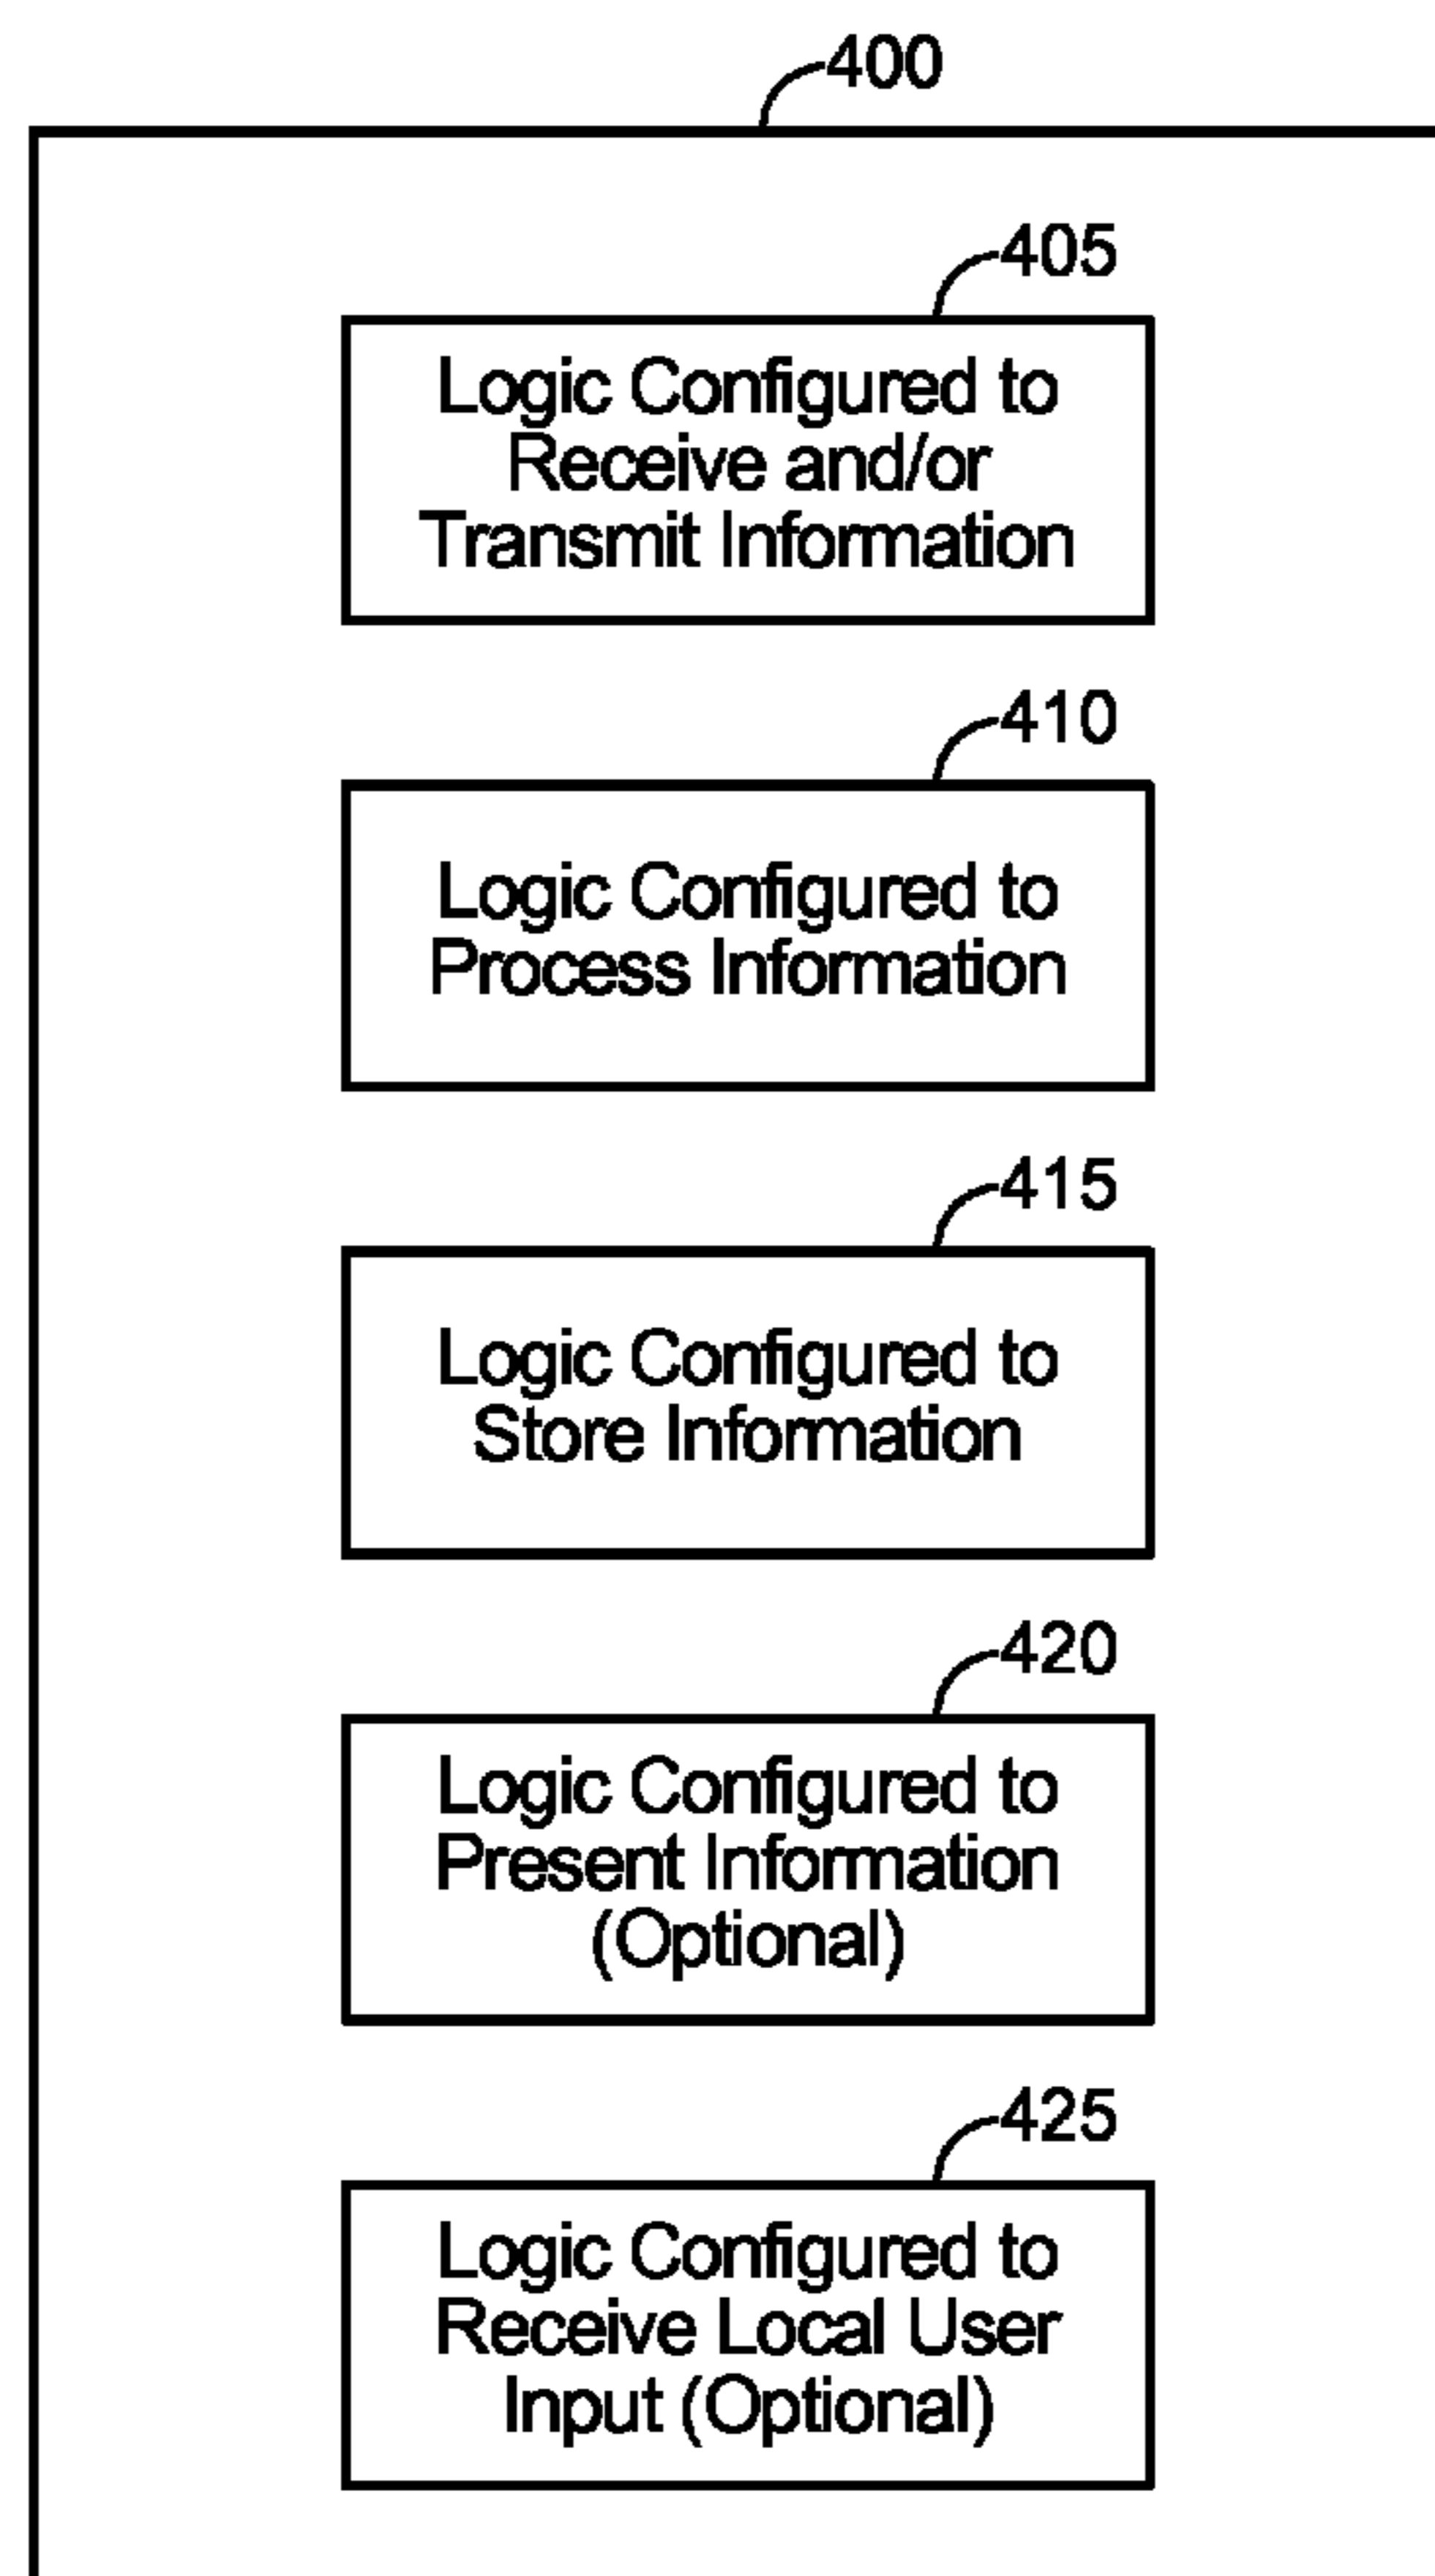 400
405
Logic Configured to
Receive and/or
Transmit Information
410
Logic Configured to
Process Information
415
Logic Configured to
Store Information
420
Logic Configured to
Present Information
(Optional)
425
Logic Configured to
Receive Local User
Input (Optional)